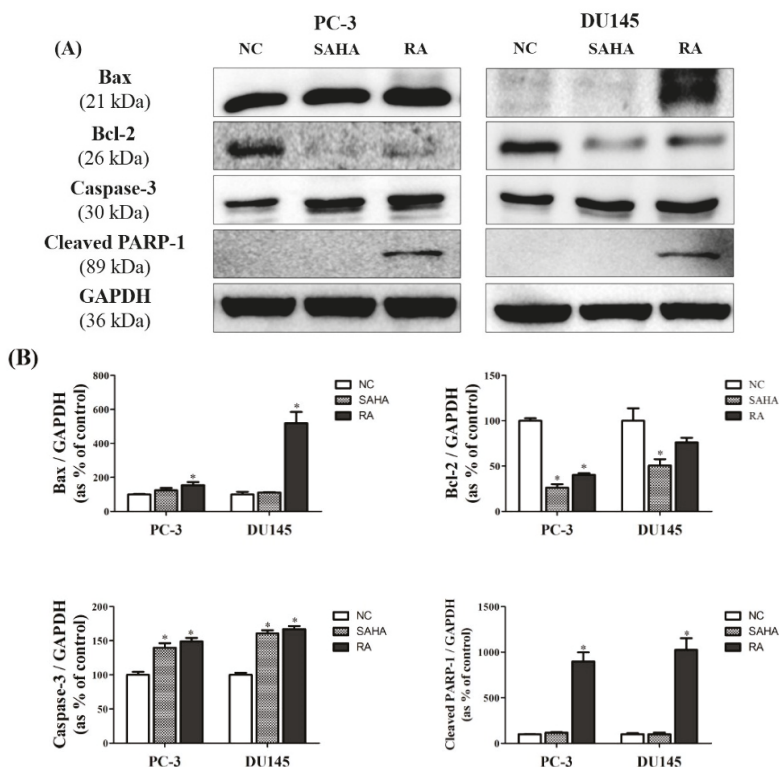 PC-3 DU145
(A) NC SAHA RA NC SAHA RA
Bax
(21 kDa)
Bcl-2
(26 kDa)
Caspase-3
(30 kDa)
Cleaved PARP-1
(89 kDa)
GAPDH
(36 kDa)
(B)
Bax / GAPDH
(as % of control)
800
600
400
200
100
0
*
*
PC-3 DU145
NC
SAHA
RA
Bcl-2 / GAPDH
(as % of control)
100
50
0
*
*
*
PC-3 DU145
NC
SAHA
RA
Caspase-3 / GAPDH
(as % of control)
200
150
100
50
0
*
*
*
*
PC-3 DU145
NC
SAHA
RA
Cleaved PARP-1 / GAPDH
(as % of control)
1500
1000
500
100
0
*
*
PC-3 DU145
NC
SAHA
RA